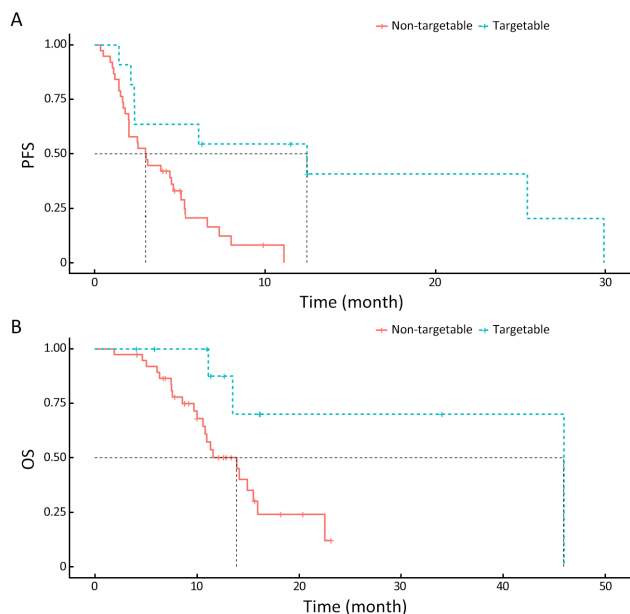 A
Non-targetable Targetable
1.00
0.75
0.50
0.25
0
PFS
0 10 20 30
Time (month)
B
Non-targetable Targetable
1.00
0.75
0.50
0.25
0
OS
0 10 20 30 40 50
Time (month)